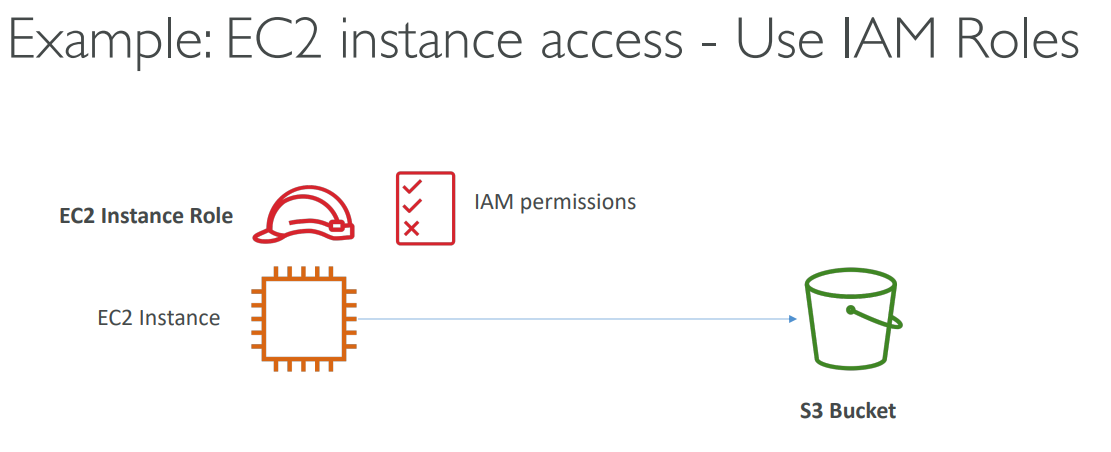 Example: EC2 instance access - Use IAM Roles
EC2 Instance Role
IAM permissions
EC2 Instance
S3 Bucket